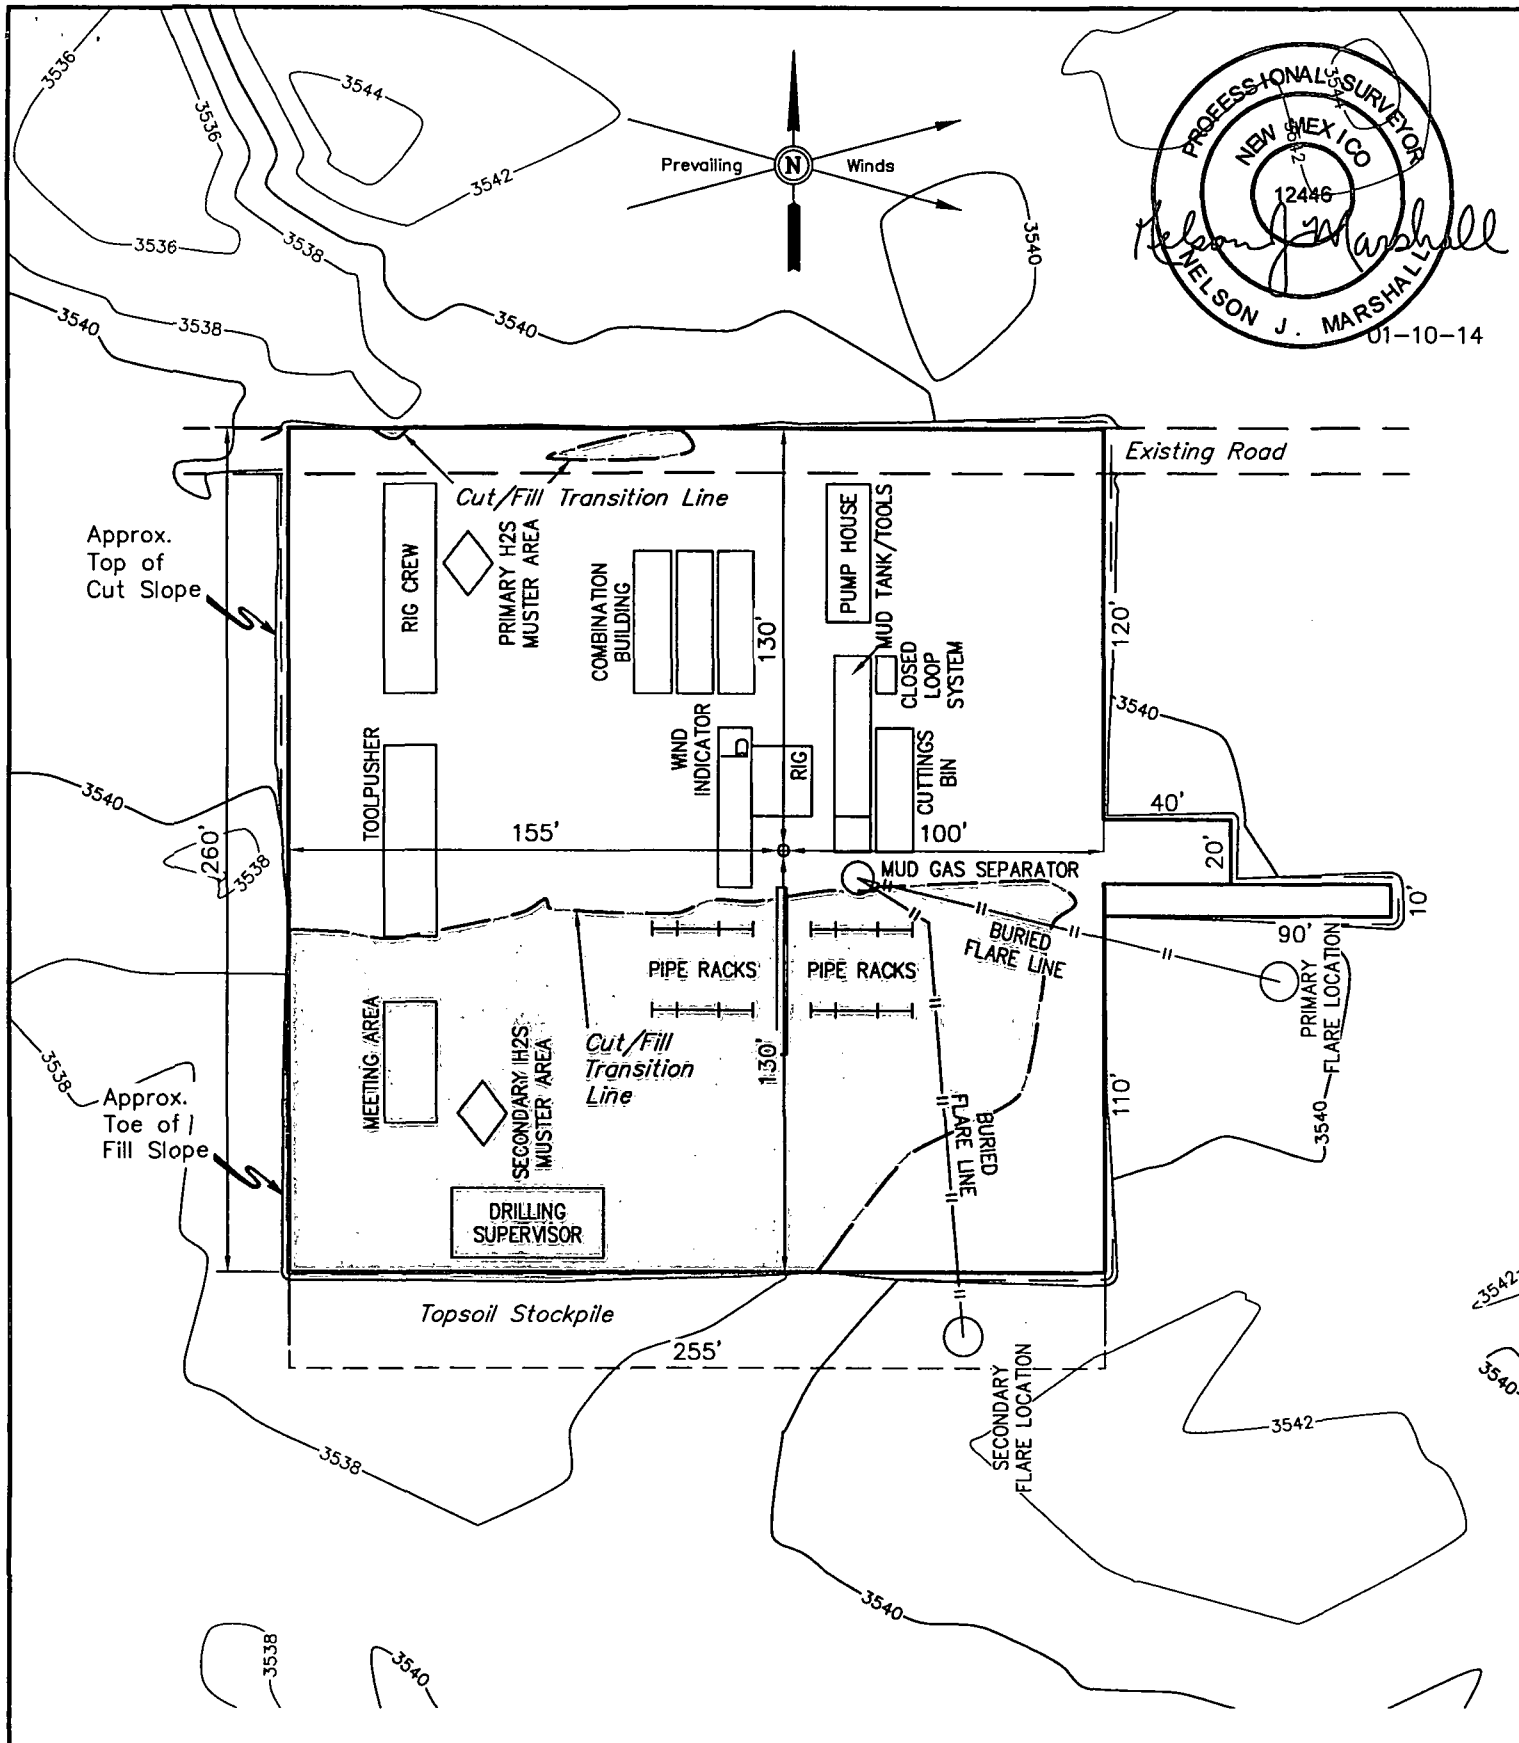 3536
3544
3536
3542
3536
3538
3540
3538
3540
3540
Prevailing
N
Winds
PROFESSIONAL SURVEYOR
NEW MEXICO
3544
3542
12446
Nelson J Marshall
NELSON J. MARSHALL
01-10-14
Existing Road
Cut/Fill Transition Line
Approx.
Top of
Cut Slope
RIG CREW
PRIMARY H2S
MUSTER AREA
COMBINATION
BUILDING
130'
PUMP HOUSE
MUD TANK/TOOLS
CLOSED
LOOP
SYSTEM
120'
3540
TOOLPUSHER
WIND
INDICATOR
RIG
CUTTINGS
BIN
40'
3540
260'
3538
155'
100'
20'
MUD GAS SEPARATOR
10'
90'
BURIED
FLARE LINE
PIPE RACKS
PIPE RACKS
PRIMARY
FLARE LOCATION
3538
MEETING AREA
Cut/Fill
Transition
Line
130'
SECONDARY H2S
MUSTER AREA
BURIED
FLARE LINE
110'
3540
Approx.
Toe of
Fill Slope
DRILLING
SUPERVISOR
Topsoil Stockpile
255'
3542
3540
SECONDARY
FLARE LOCATION
3542
3538
3540
3538
3540